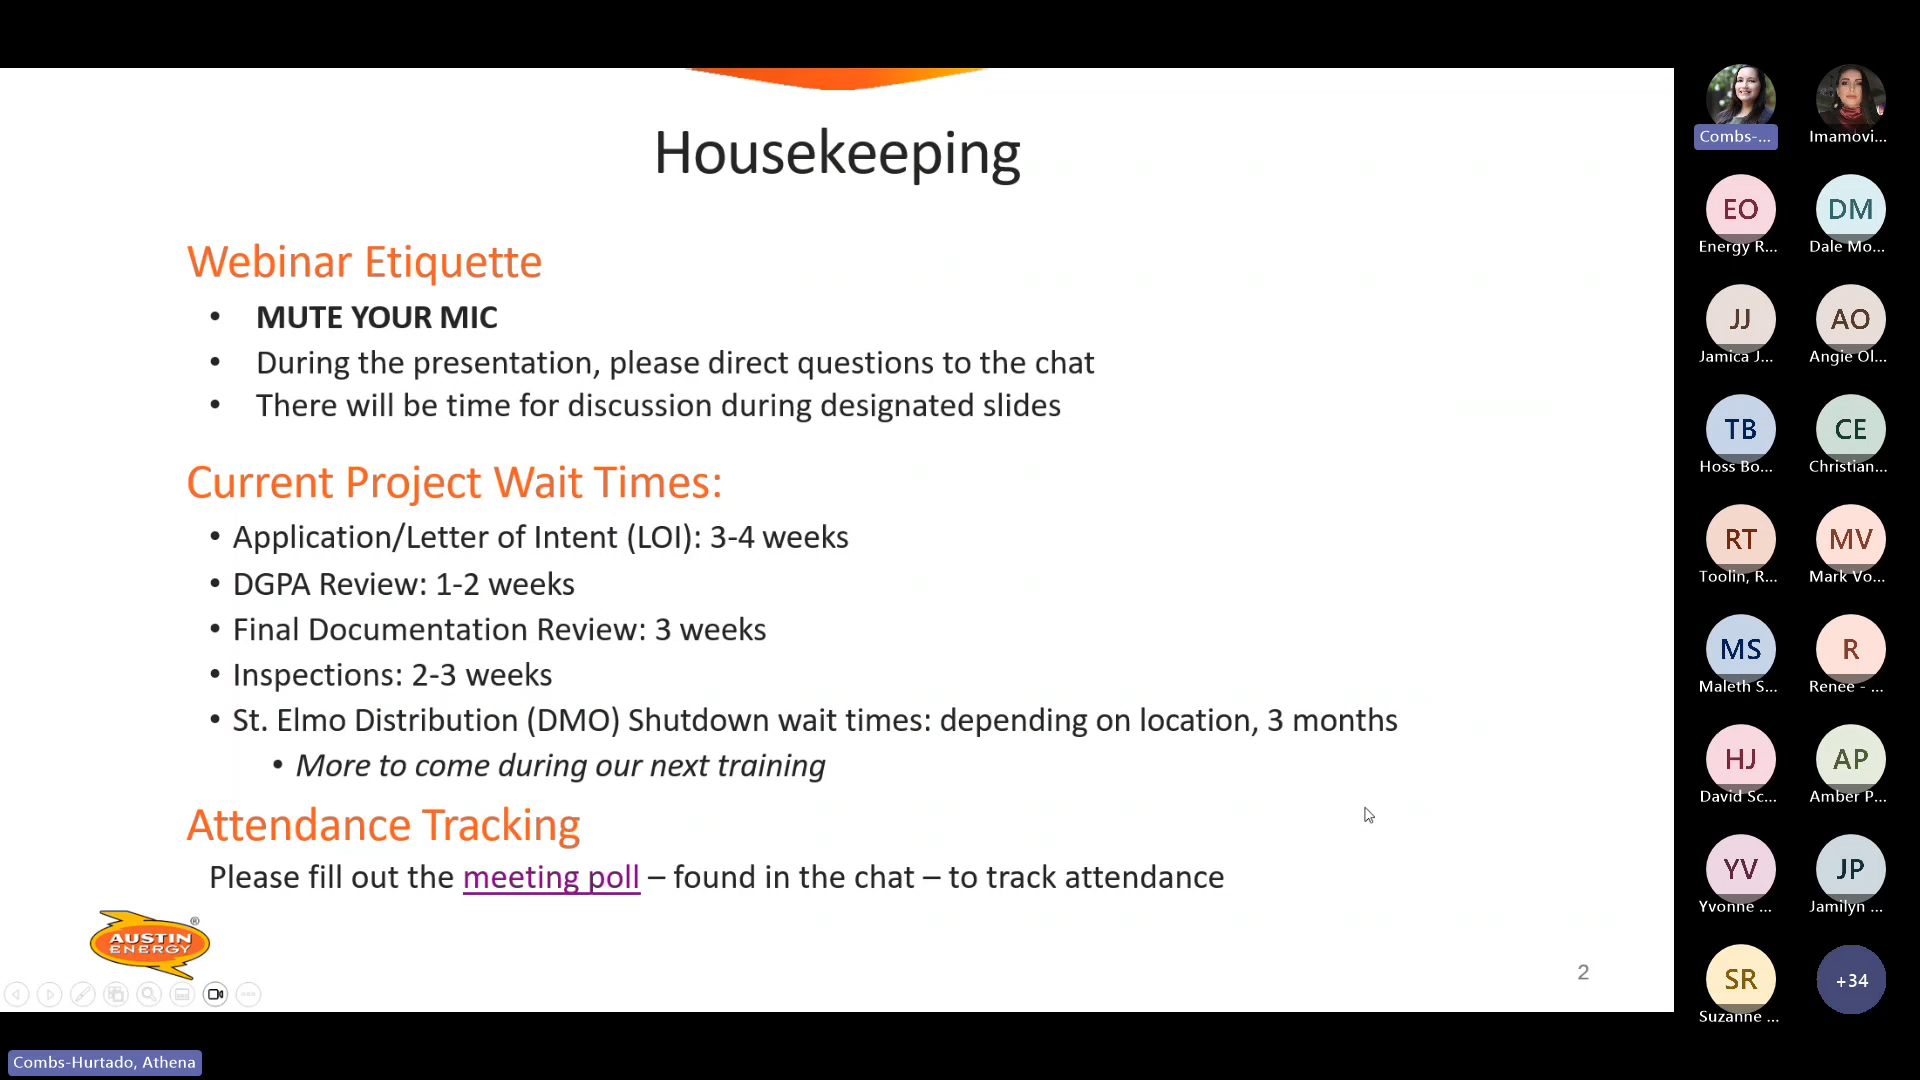 Housekeeping
Webinar Etiquette
• MUTE YOUR MIC
• During the presentation, please direct questions to the chat
• There will be time for discussion during designated slides
Current Project Wait Times:
• Application/Letter of Intent (LOI): 3-4 weeks
• DGPA Review: 1-2 weeks
• Final Documentation Review: 3 weeks
• Inspections: 2-3 weeks
• St. Elmo Distribution (DMO) Shutdown wait times: depending on location, 3 months
• More to come during our next training
Attendance Tracking
Please fill out the meeting poll – found in the chat – to track attendance
AUSTIN
ENERGY
®
2
Combs-...
Imamovi...
EO
DM
Energy R...
Dale Mo...
JJ
AO
Jamica J...
Angie Ol...
TB
CE
Hoss Bo...
Christian...
RT
MV
Toolin, R...
Mark Vo...
MS
R
Maleth S...
Renee - ...
HJ
AP
David Sc...
Amber P...
YV
JP
Yvonne ...
Jamilyn ...
SR
+34
Suzanne ...
Combs-Hurtado, Athena